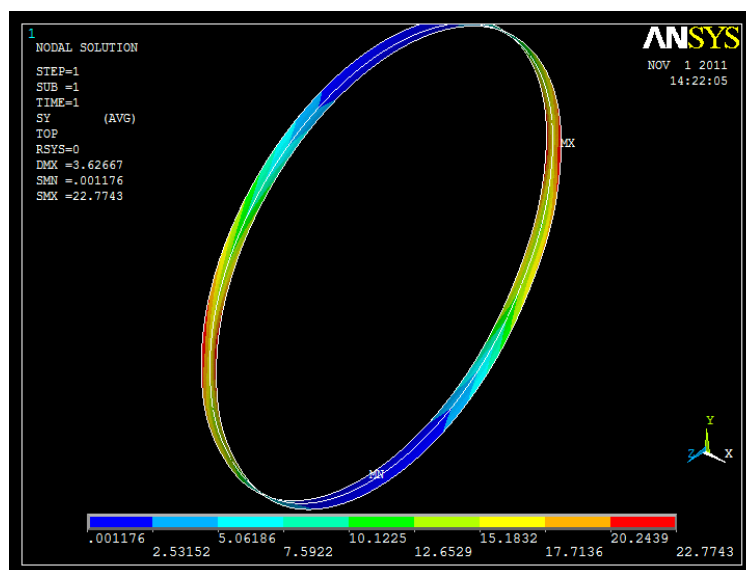 1
NODAL SOLUTION
STEP=1
SUB =1
TIME=1
SY (AVG)
TOP
RSYS=0
DMX =3.62667
SMN =.001176
SMX =22.7743
ANSYS
NOV 1 2011
14:22:05
MX
MN
Y
Z X
.001176 5.06186 10.1225 15.1832 20.2439
2.53152 7.5922 12.6529 17.7136 22.7743